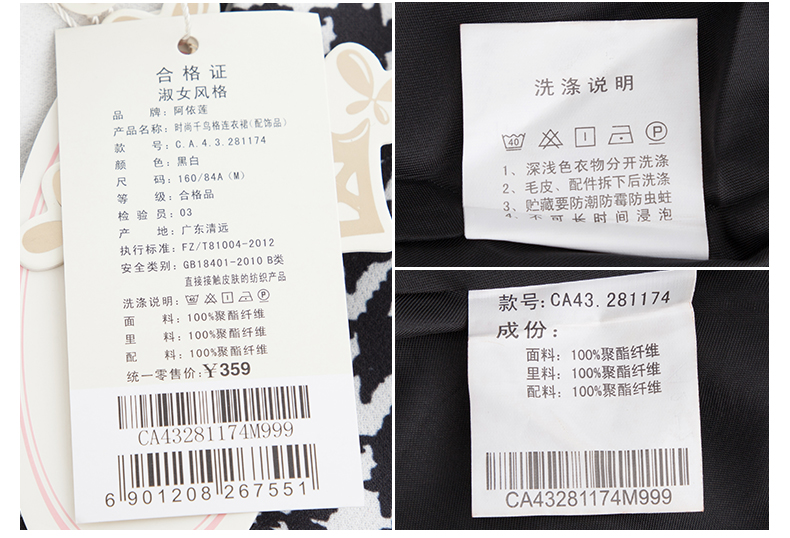 合格证
淑女风格
品 牌：阿依莲
产品名称：时尚千鸟格连衣裙(配饰品)
款 号：C.A.4.3.281174
颜 色：黑白
尺 码：160/84A(M)
等 级：合格品
检 验 员：03
产 地：广东清远
执行标准：FZ/T81004-2012
安全类别：GB18401-2010 B类
直接接触皮肤的纺织产品
洗涤说明：
面 料：100%聚酯纤维
里 料：100%聚酯纤维
配 料：100%聚酯纤维
统一零售价：¥359
CA43281174M999
6 901208 267551
洗涤说明
40 I P
1、深浅色衣物分开洗涤
2、毛皮、配件拆下后洗涤
3、贮藏要防潮防霉防虫蛀
4、不可长时间浸泡
款号：CA43.281174
成份：
面料：100%聚酯纤维
里料：100%聚酯纤维
配料：100%聚酯纤维
CA43281174M999